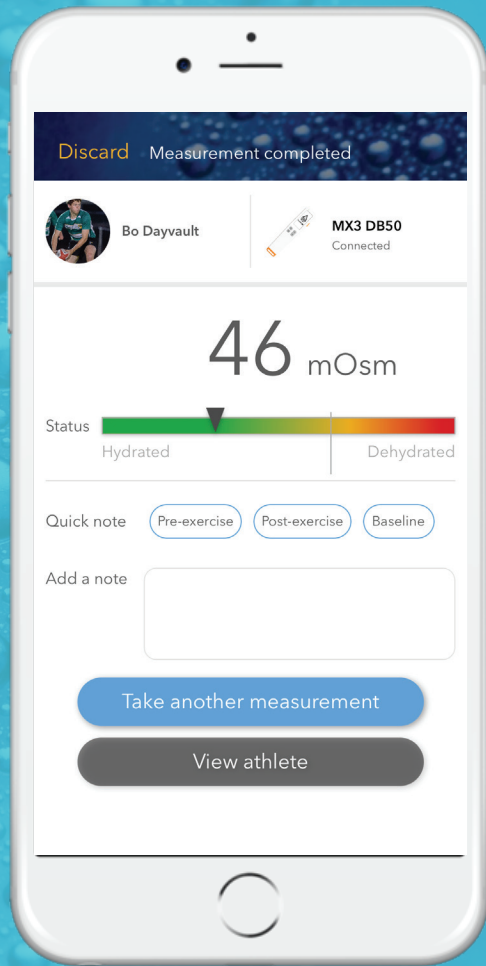 Discard Measurement completed
Bo Dayvault
MX3 DB50
Connected
46 mOsm
Status
Hydrated Dehydrated
Quick note Pre-exercise Post-exercise Baseline
Add a note
Take another measurement
View athlete